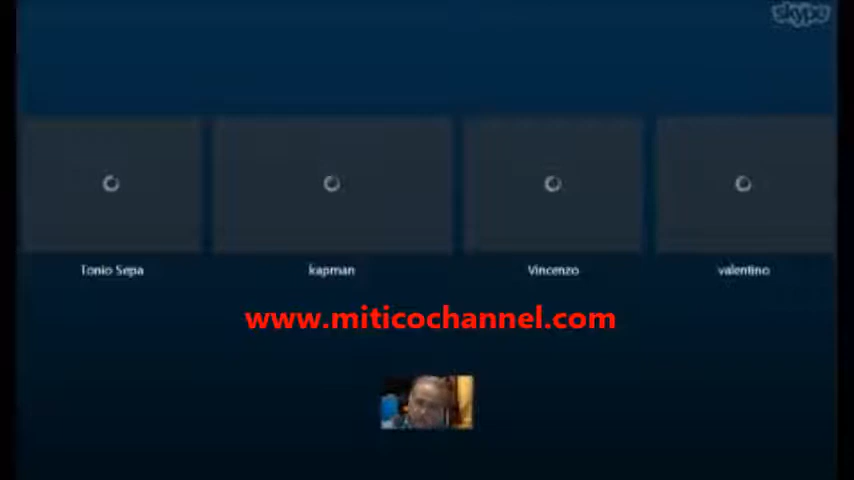 skype
Tonio Sepa
kapman
Vincenzo
valentino
www.miticochannel.com